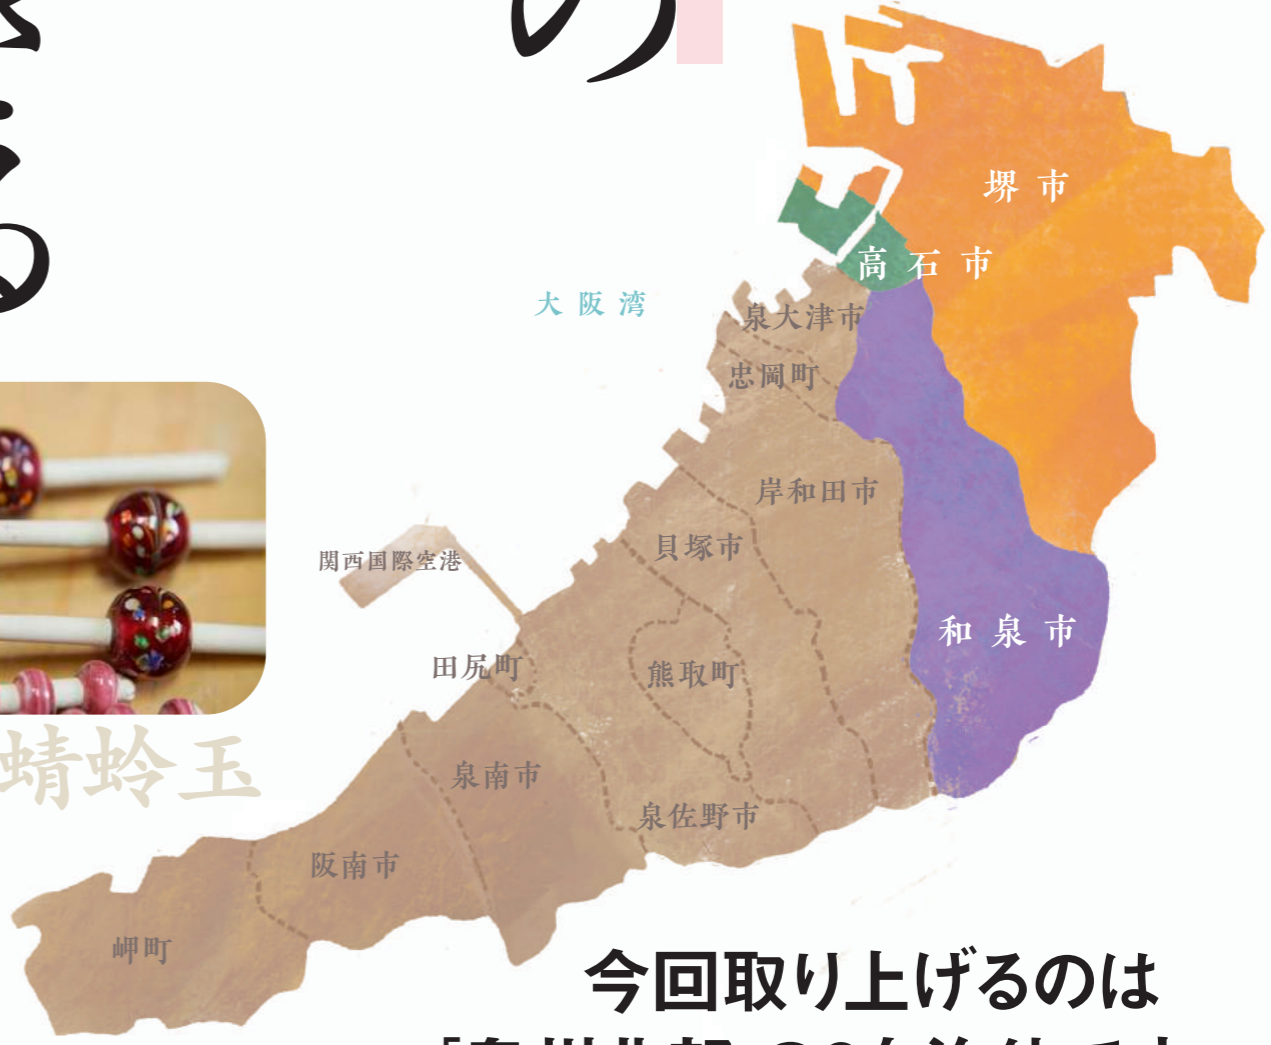 の
る
堺市
高石市
大阪湾
泉大津市
忠岡町
岸和田市
貝塚市
関西国際空港
和泉市
田尻町
熊取町
蜻蛉玉
泉南市
泉佐野市
阪南市
岬町
今回取り上げるのは